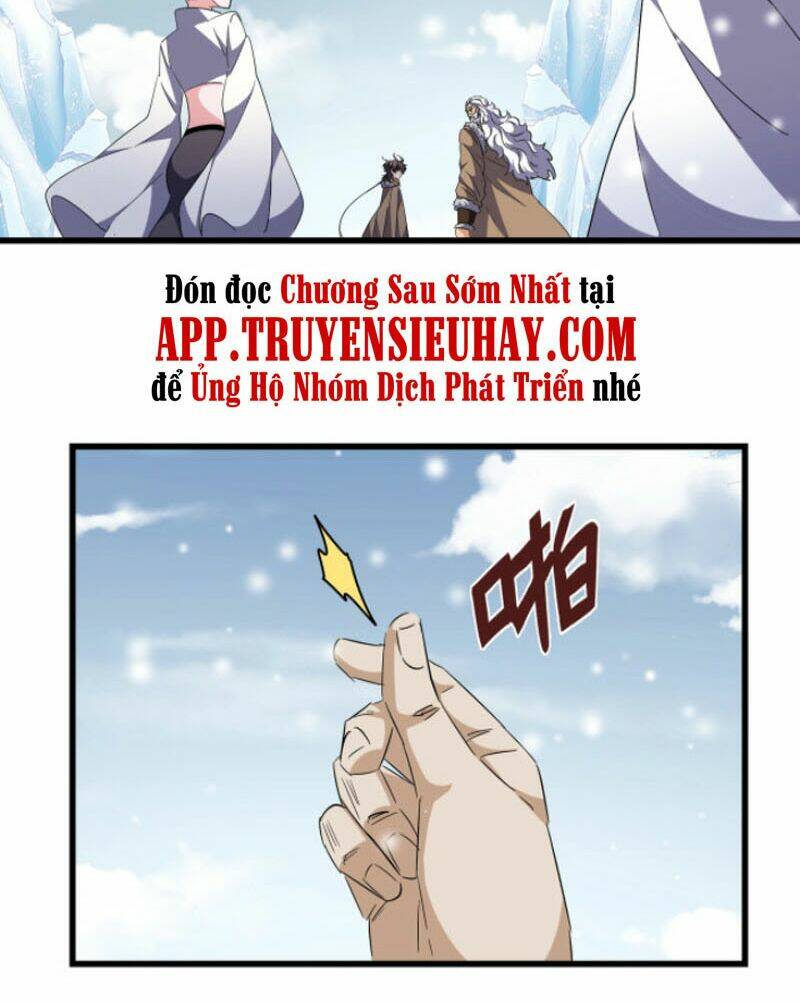 Đón đọc Chương Sau Sớm Nhất tại
APP.TRUYENSIEUHAY.COM
để Ủng Hộ Nhóm Dịch Phát Triển nhé
啪